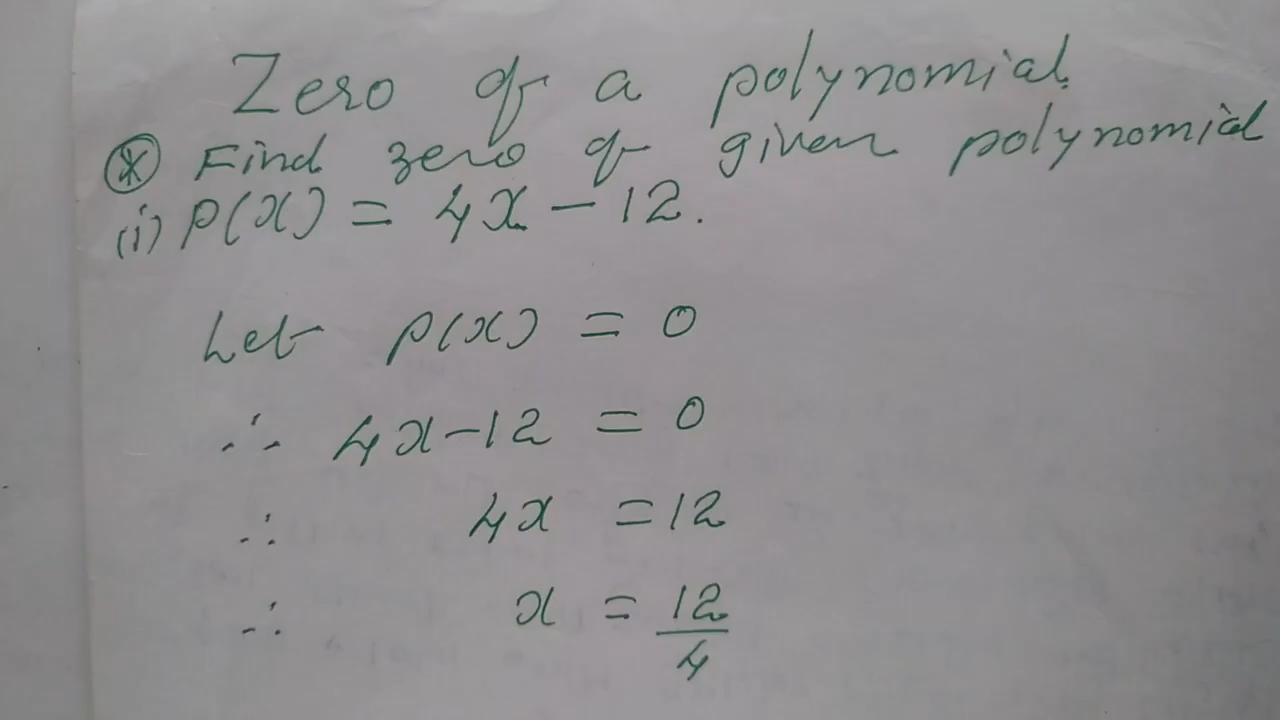 Zero of a polynomial.
⊛ Find zero of given polynomial
(i) P(x) = 4x - 12.
Let P(x) = 0
∴ 4x - 12 = 0
∴ 4x = 12
∴ x = 12/4